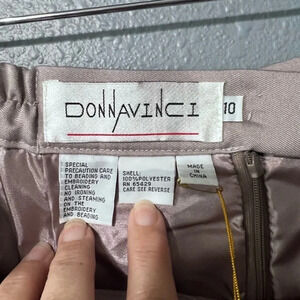 DONNAVINCI
10
SPECIAL
PRECAUTION CARE
TO BEADING AND
EMBROIDERY
CLEANING
NO IRONING
AND STEAMING
ON THE
EMBROIDERY
AND BEADING
SHELL:
100%POLYESTER
RN 65429
CARE SEE REVERSE
MADE
IN
CHINA